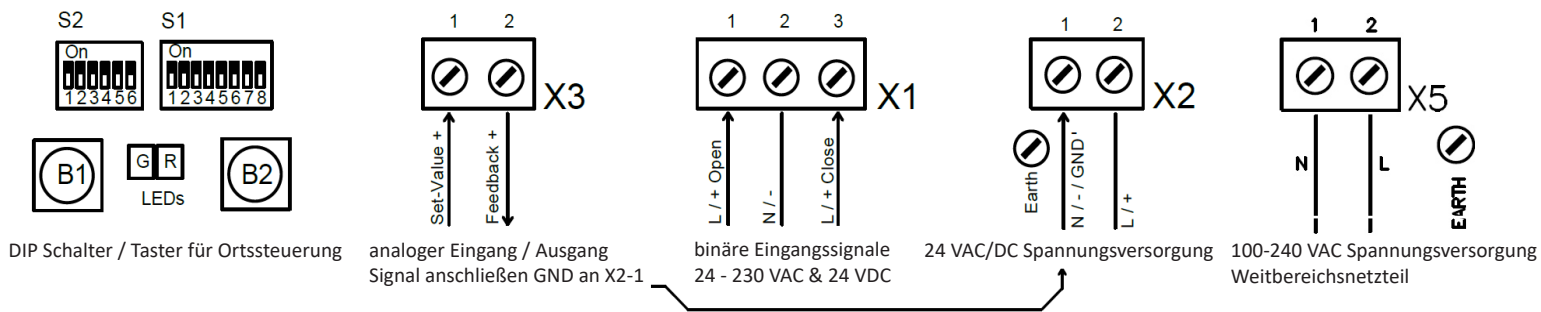 S2
On
123456
S1
On
12345678
B1
G R
LEDs
B2
DIP Schalter / Taster für Ortssteuerung
1 2
X3
Set-Value +
Feedback +
analoger Eingang / Ausgang
Signal anschließen GND an X2-1
1 2 3
X1
L / + Open
N / -
L / + Close
binäre Eingangssignale
24 - 230 VAC & 24 VDC
1 2
X2
Earth
N / - / GND'
L / +
24 VAC/DC Spannungsversorgung
1 2
X5
N
L
EARTH
100-240 VAC Spannungsversorgung
Weitbereichsnetzteil